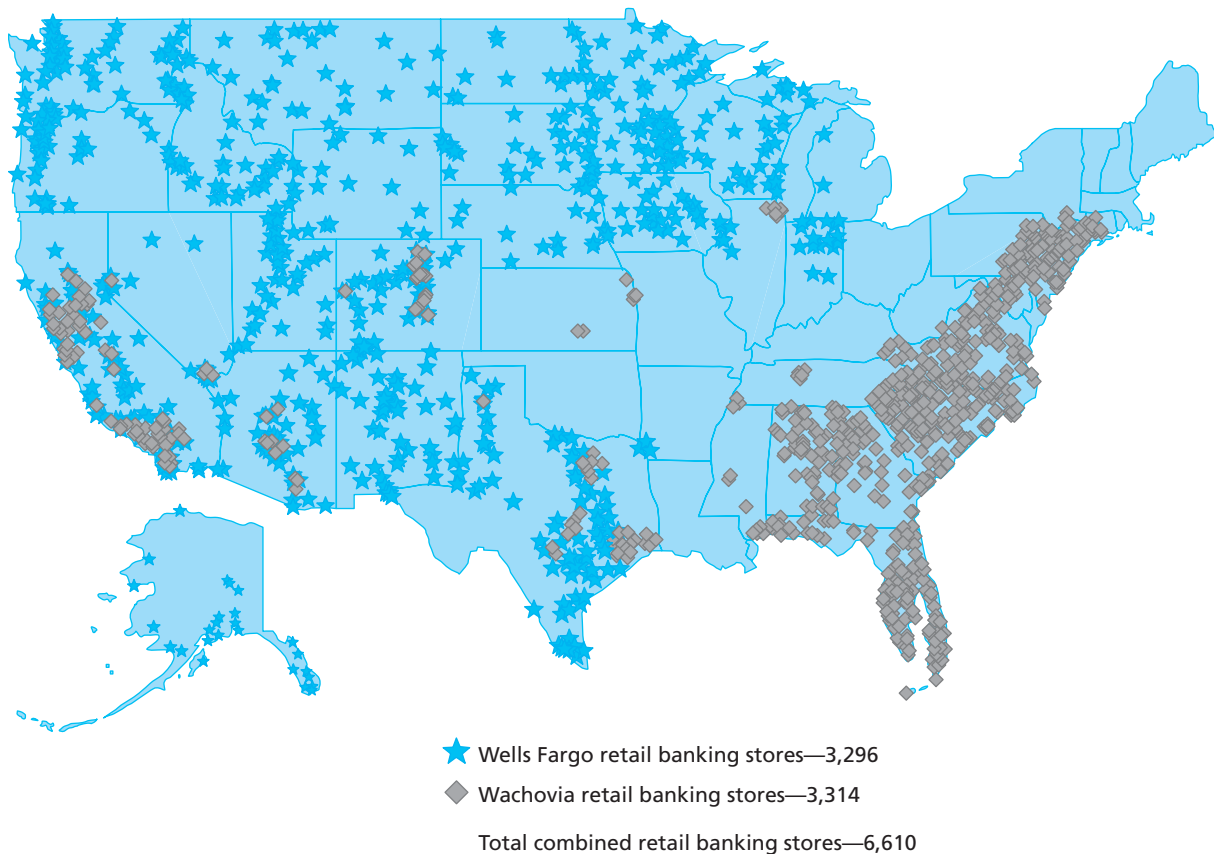 Wells Fargo retail banking stores—3,296
Wachovia retail banking stores—3,314
Total combined retail banking stores—6,610